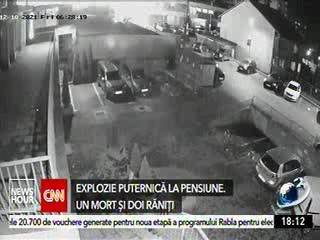 12-10-2021 Fri 06:28:19
EXPLOZIE PUTERNICĂ LA PENSIUNE.
UN MORT ȘI DOI RĂNIȚI
NEWS
HOUR
CNN
18:12
le 20.700 de vouchere generate pentru noua etapă a programului Rabla pentru elec